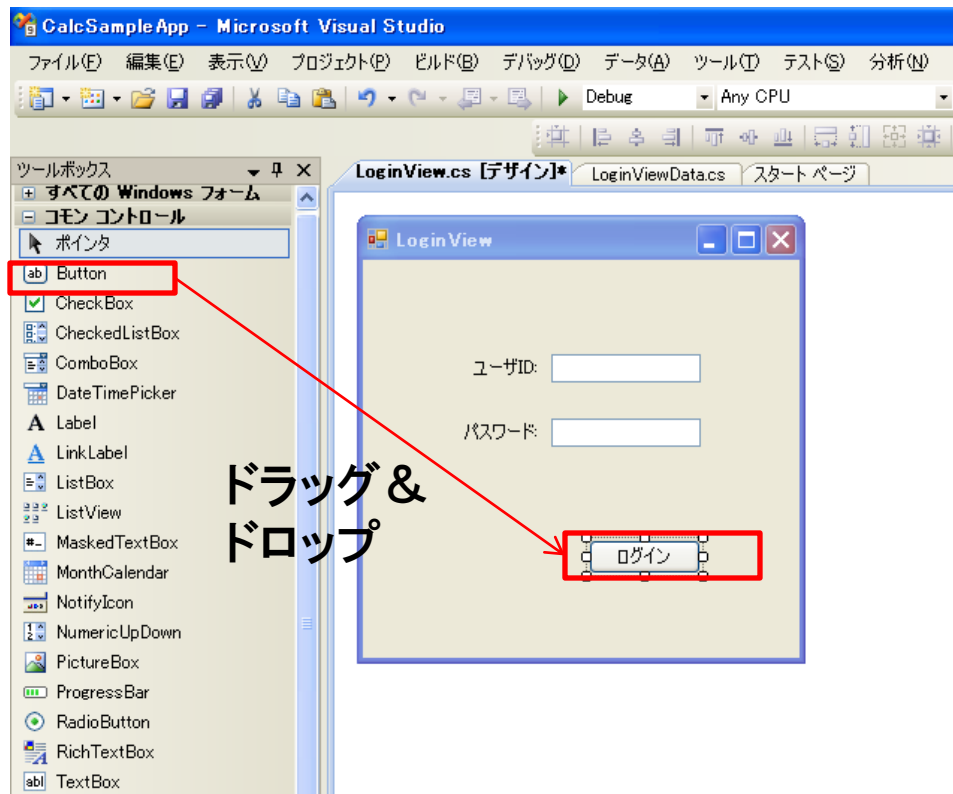 CalcSampleApp - Microsoft Visual Studio
ファイル(F) 編集(E) 表示(V) プロジェクト(P) ビルド(B) デバッグ(D) データ(A) ツール(T) テスト(S) 分析(N)
Debug Any CPU
ツールボックス
LoginView.cs [デザイン]* LoginViewData.cs スタート ページ
すべての Windows フォーム
コモン コントロール
ポインタ
LoginView
ab Button
CheckBox
CheckedListBox
ComboBox
ユーザID:
DateTimePicker
A Label
パスワード:
A LinkLabel
ListBox
ドラッグ &
ListView
ドロップ
MaskedTextBox
ログイン
MonthCalendar
NotifyIcon
NumericUpDown
PictureBox
ProgressBar
RadioButton
RichTextBox
abl TextBox